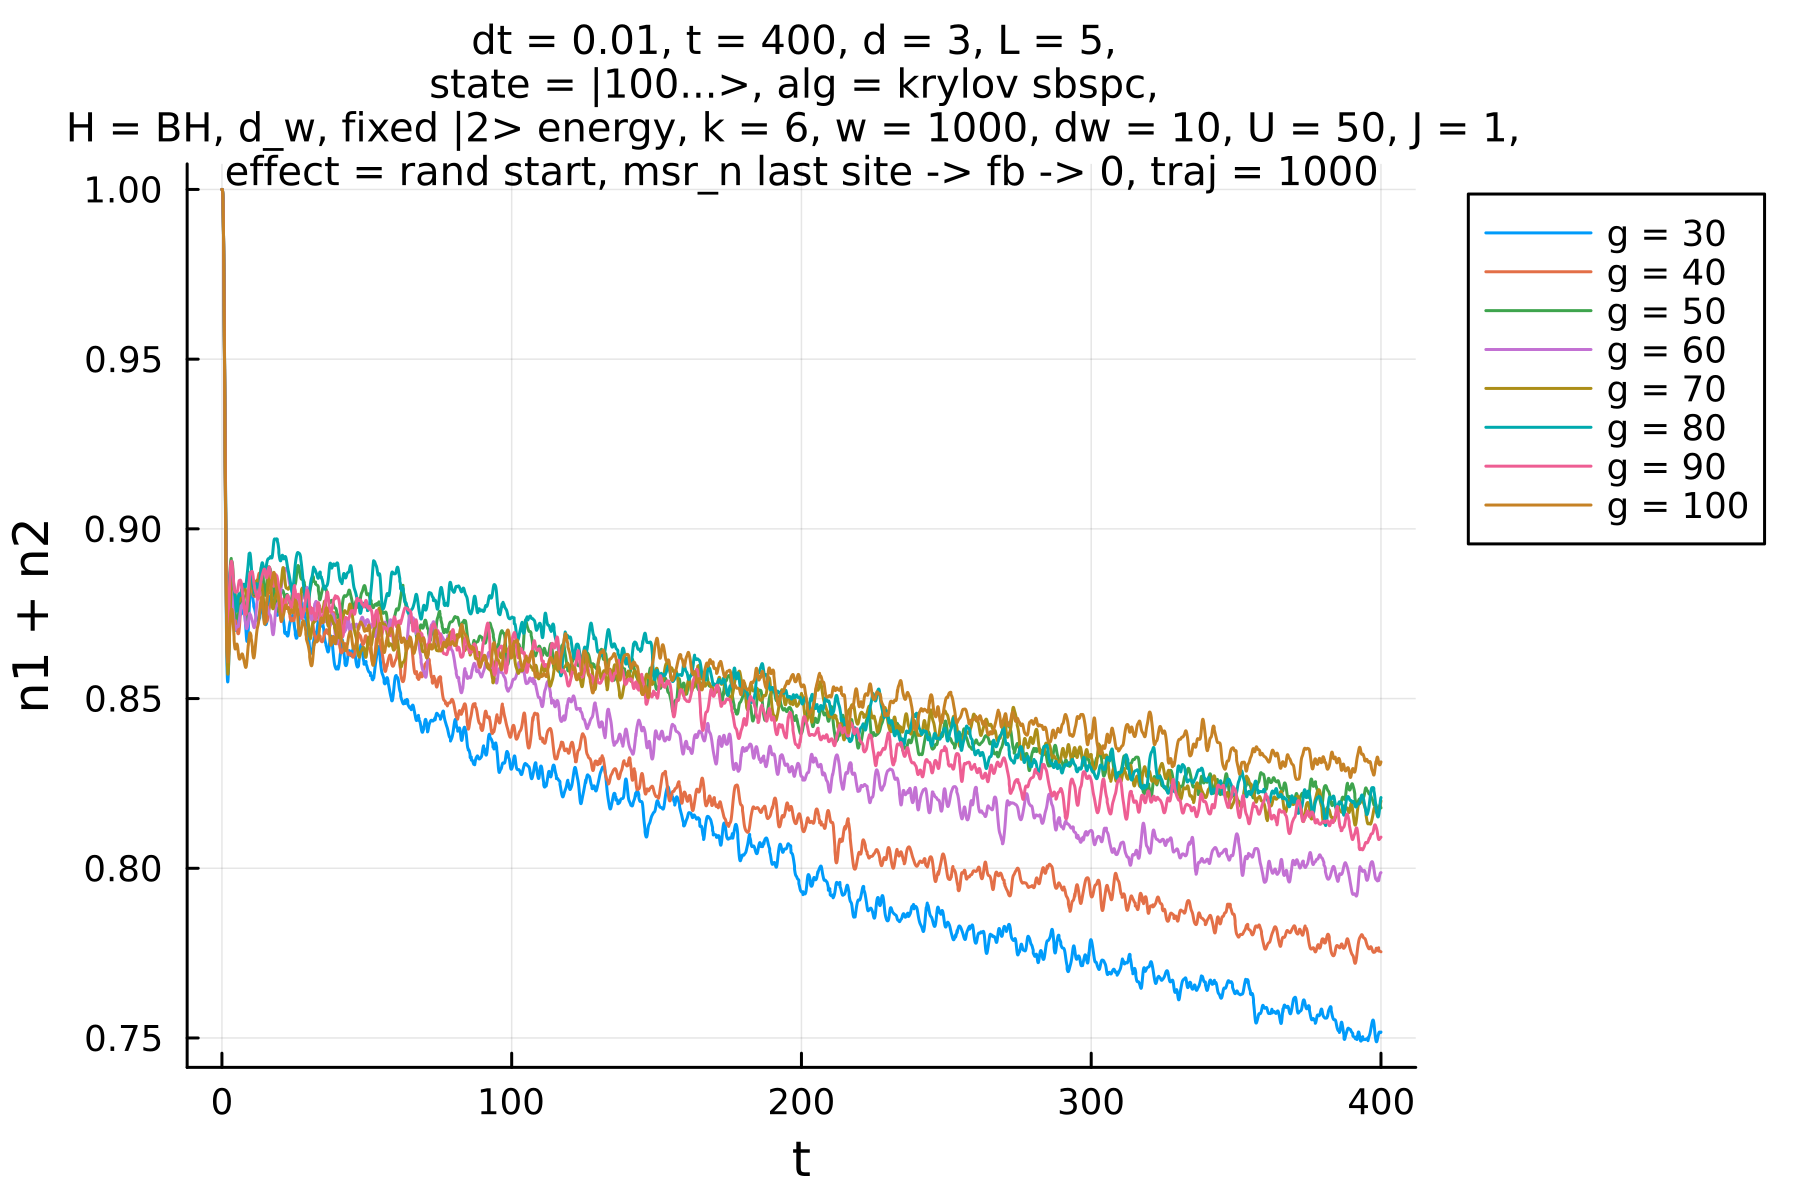 dt = 0.01, t = 400, d = 3, L = 5,
state = |100...>, alg = krylov sbspc,
H = BH, d_w, fixed |2> energy, k = 6, w = 1000, dw = 10, U = 50, J = 1,
effect = rand start, msr_n last site -> fb -> 0, traj = 1000
1.00
0.95
0.90
0.85
0.80
0.75
n1 + n2
0 100 200 300 400
t
g = 30
g = 40
g = 50
g = 60
g = 70
g = 80
g = 90
g = 100